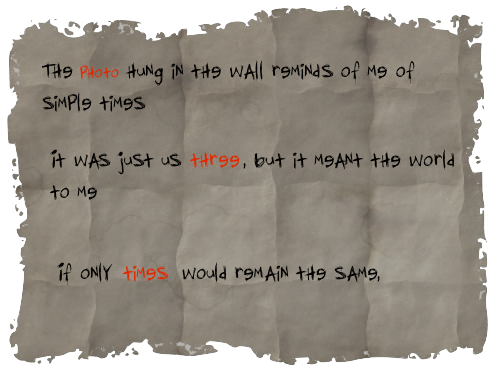 The photo hung in the wall reminds of me of
simple times
it was just us three, but it meant the world
to me
if only times would remain the same,